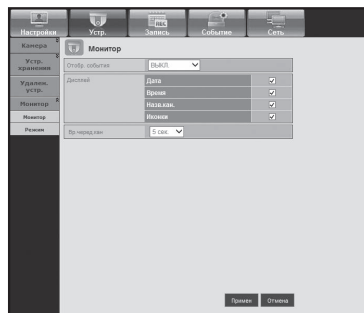 Настройки Устр. REC Запись Событие Сеть
Камера
Устр. хранения
Удален. устр.
Монитор
Монитор
Режим
Монитор
Отобр. событие ВЫКЛ.
Дисплей Дата
Время
Назв.кан.
Иконки
Вр черед.кан 5 сек.
Примен Отмена